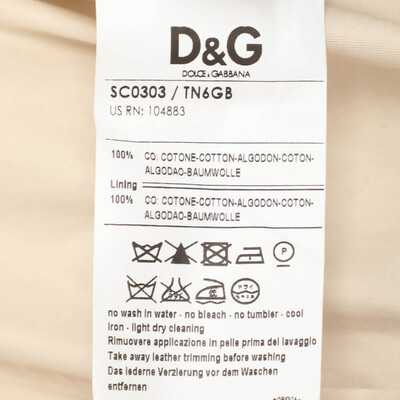 D&G
DOLCE & GABBANA
SC0303 / TN6GB
US RN: 104883
100% CO: COTONE-COTTON-ALGODON-COTON-
ALGODAO-BAUMWOLLE
Lining
100% CO: COTONE-COTTON-ALGODON-COTON-
ALGODAO-BAUMWOLLE
P
no wash in water - no bleach - no tumbler - cool
iron - light dry cleaning
Rimuovere applicazione in pelle prima del lavaggio
Take away leather trimming before washing
Das lederne Verzierung vor dem Waschen
entfernen